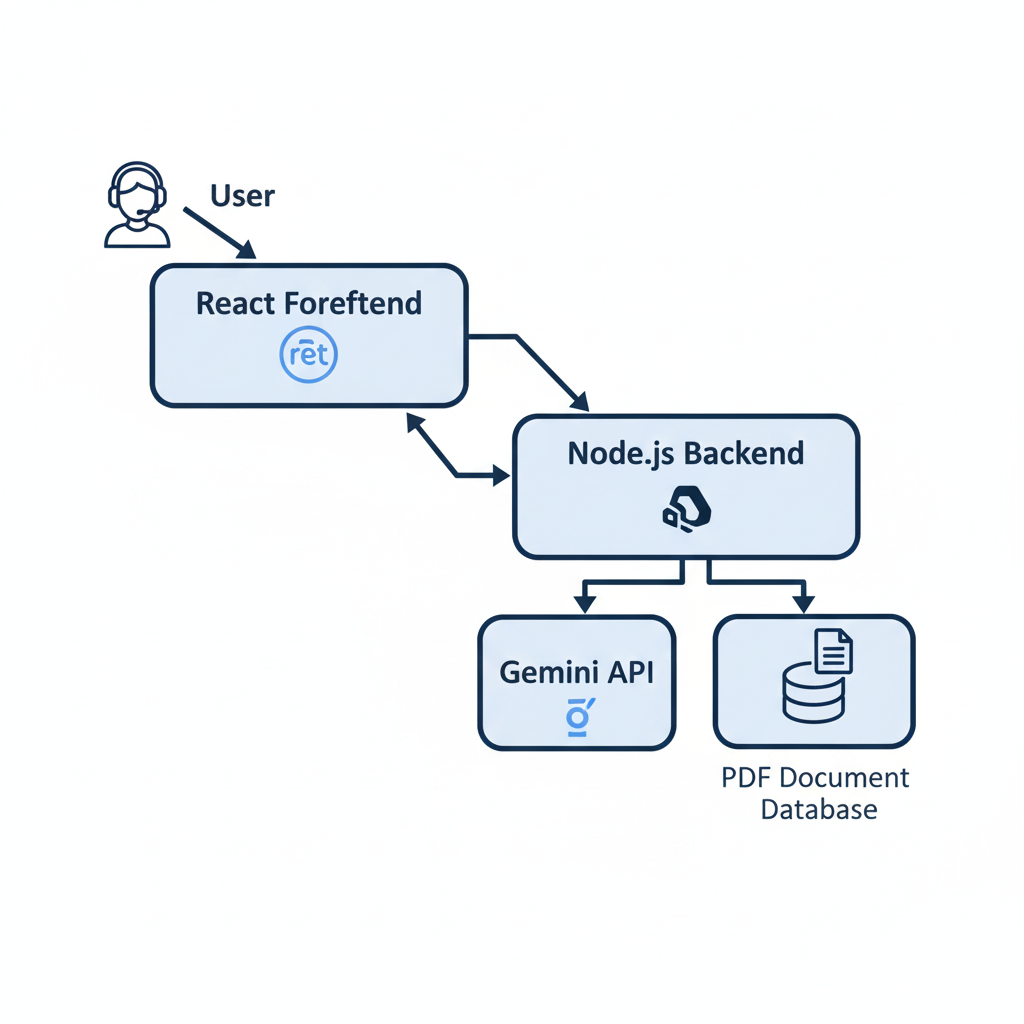 User
React Foreftend
rēt
Node.js Backend
Gemini API
PDF Document
Database